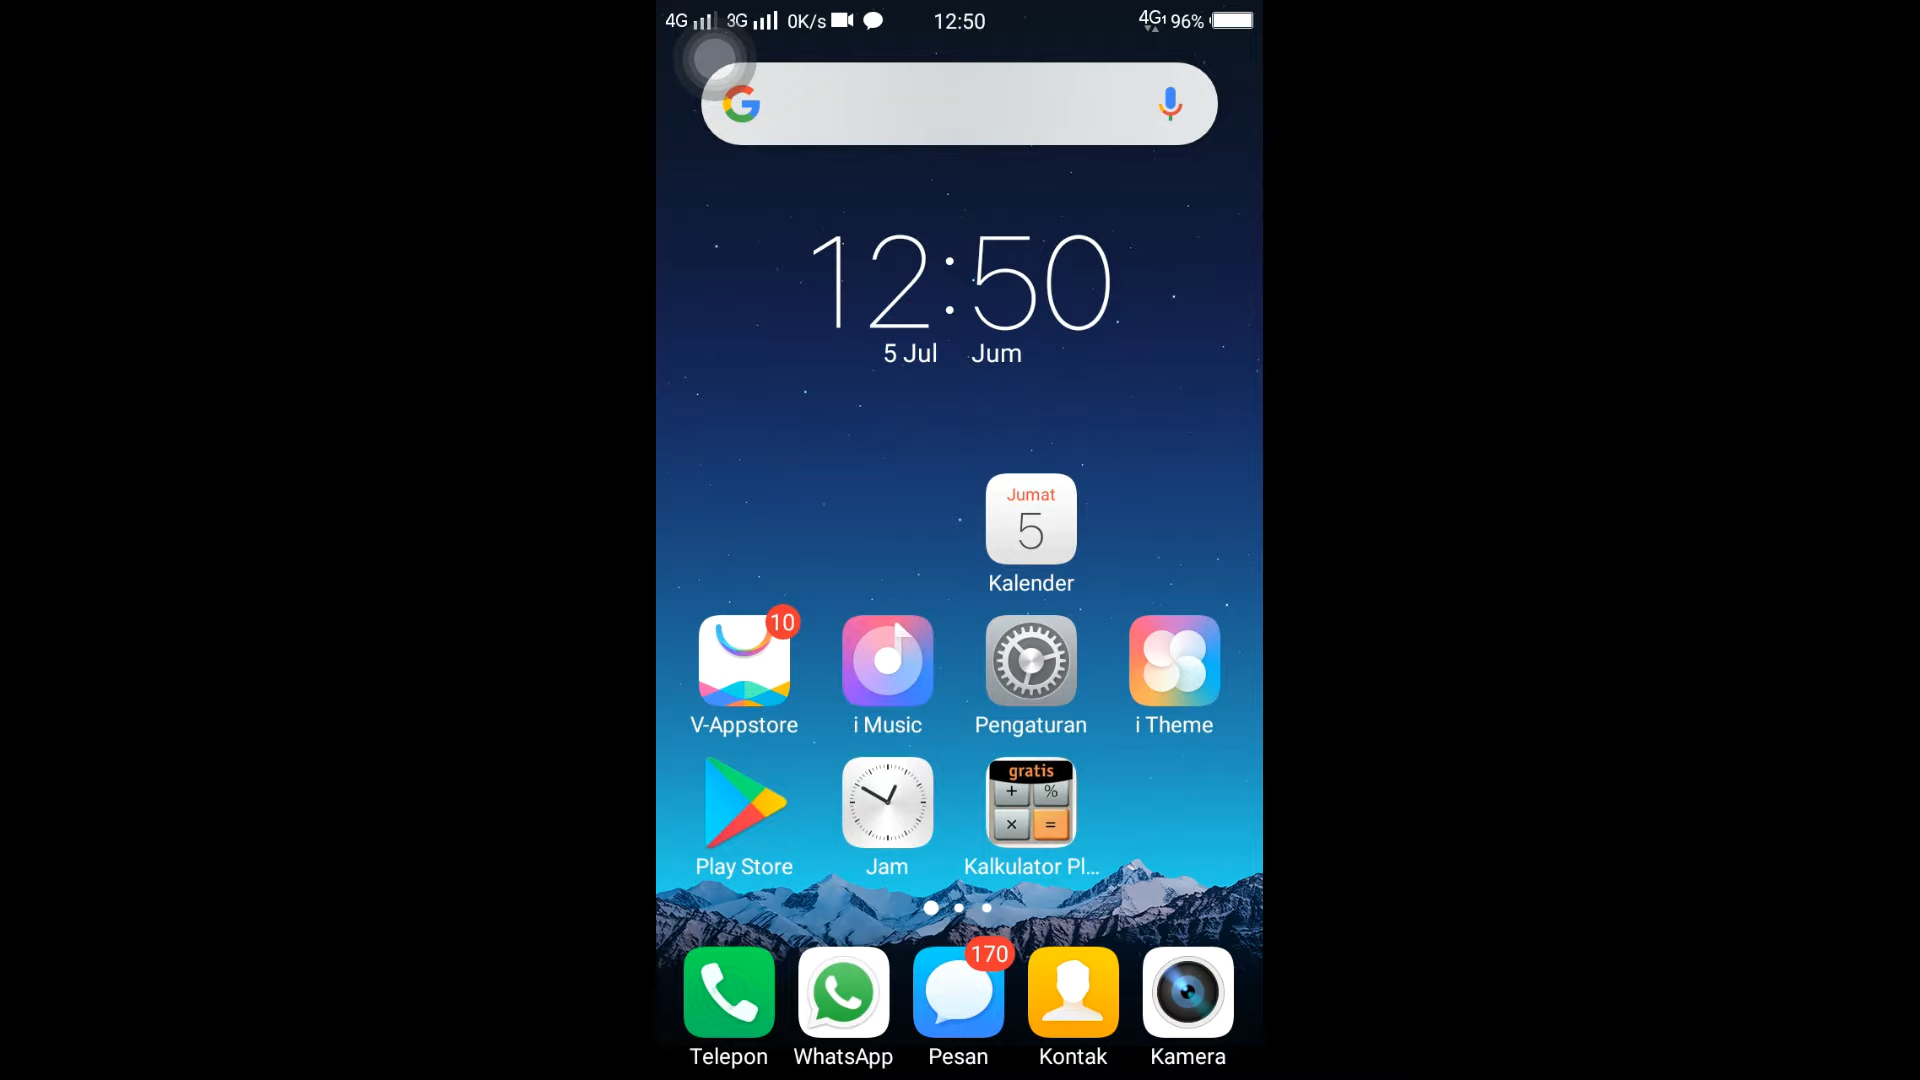 4G 3G 0K/s 12:50 4G1 96%
12:50
5 Jul Jum
Jumat
5
Kalender
10
V-Appstore i Music Pengaturan i Theme
gratis
+ %
× =
Play Store Jam Kalkulator Pl...
170
Telepon WhatsApp Pesan Kontak Kamera